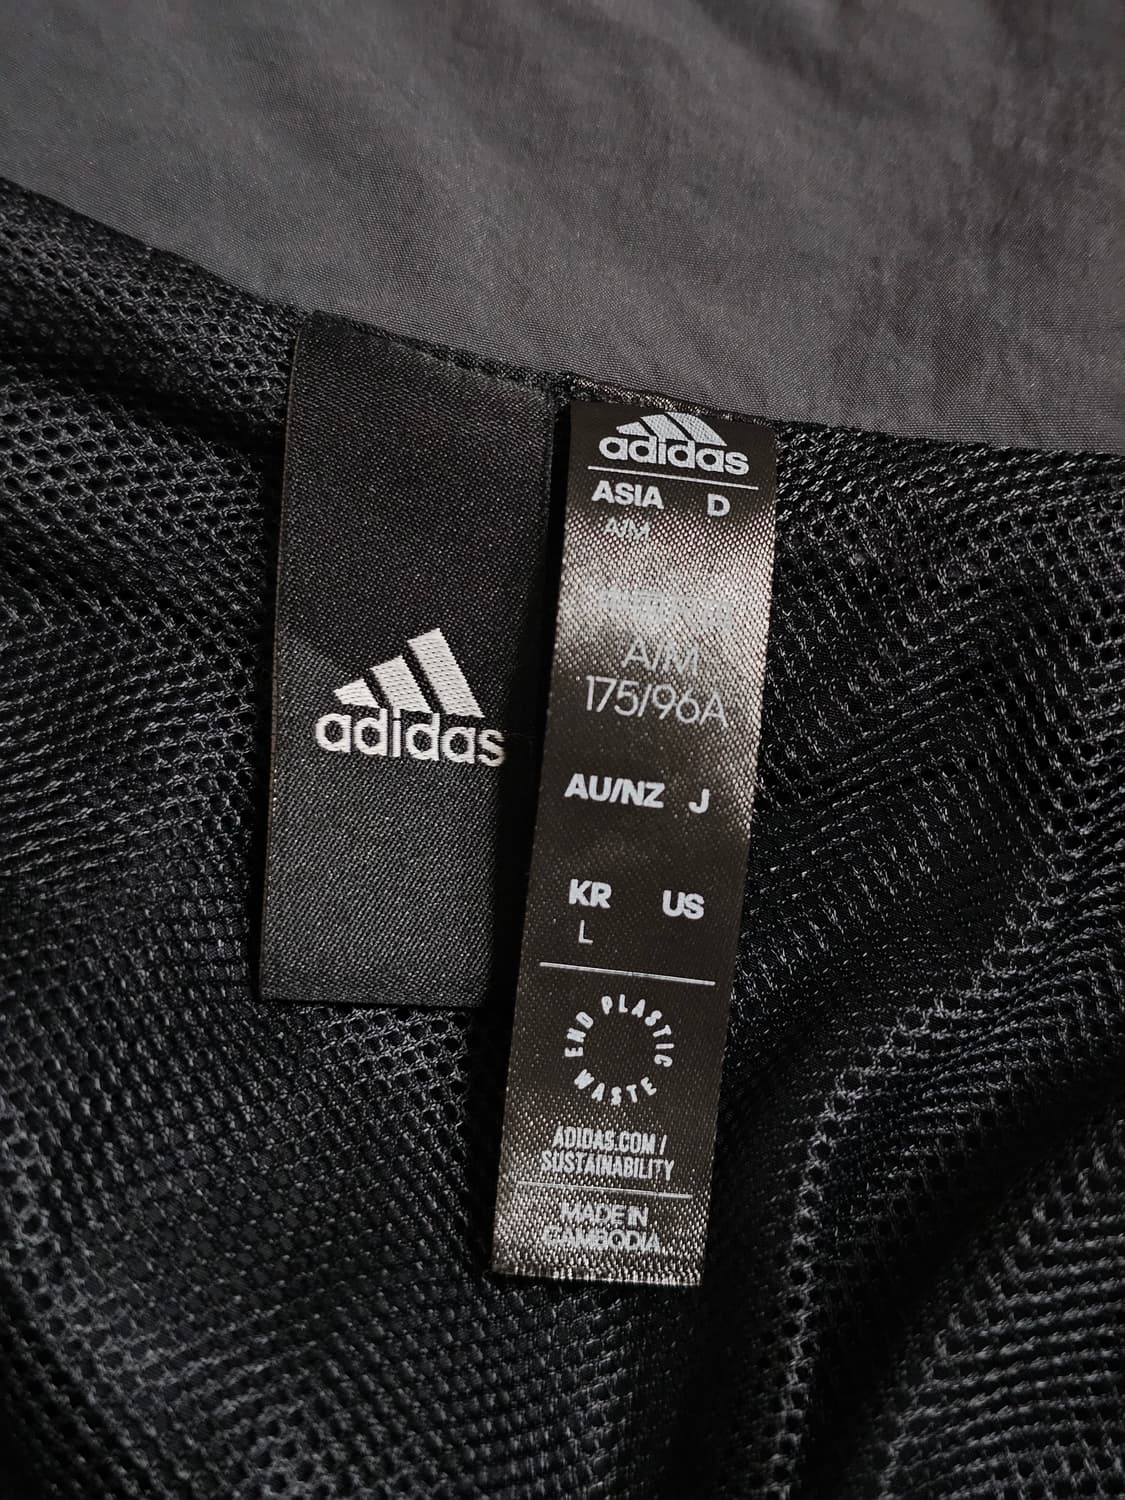 adidas
adidas
ASIA D
A/M
A/M
175/96A
AU/NZ J
KR US
L
END PLASTIC WASTE
ADIDAS.COM/
SUSTAINABILITY
MADE IN
CAMBODIA